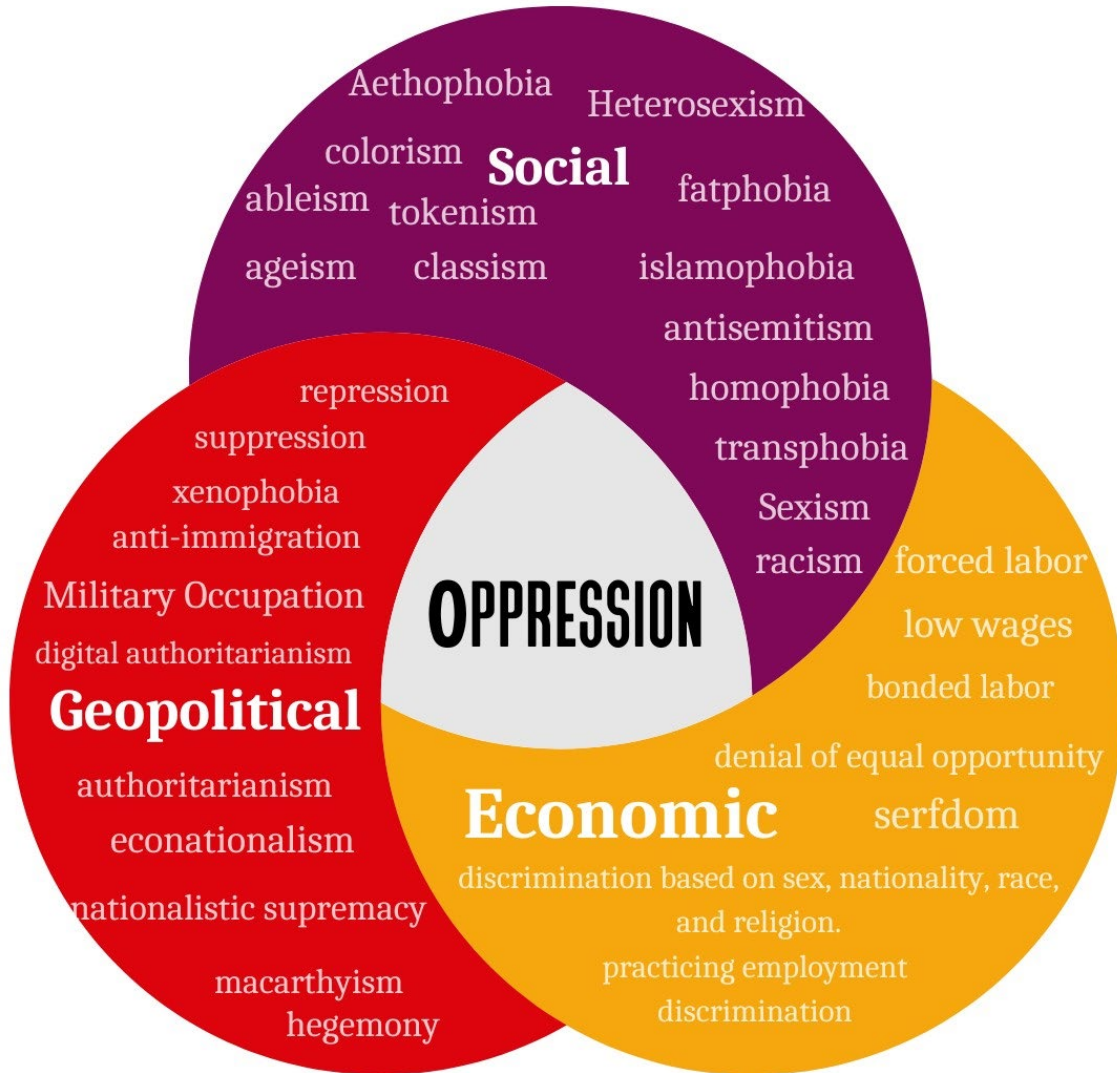 Aethophobia
Heterosexism
colorism
Social
ableism
tokenism
fatphobia
ageism
classism
islamophobia
antisemitism
homophobia
transphobia
Sexism
racism
repression
suppression
xenophobia
anti-immigration
Military Occupation
digital authoritarianism
Geopolitical
authoritarianism
econationalism
nationalistic supremacy
macarthyism
hegemony
OPPRESSION
forced labor
low wages
bonded labor
denial of equal opportunity
Economic
serfdom
discrimination based on sex, nationality, race,
and religion.
practicing employment
discrimination